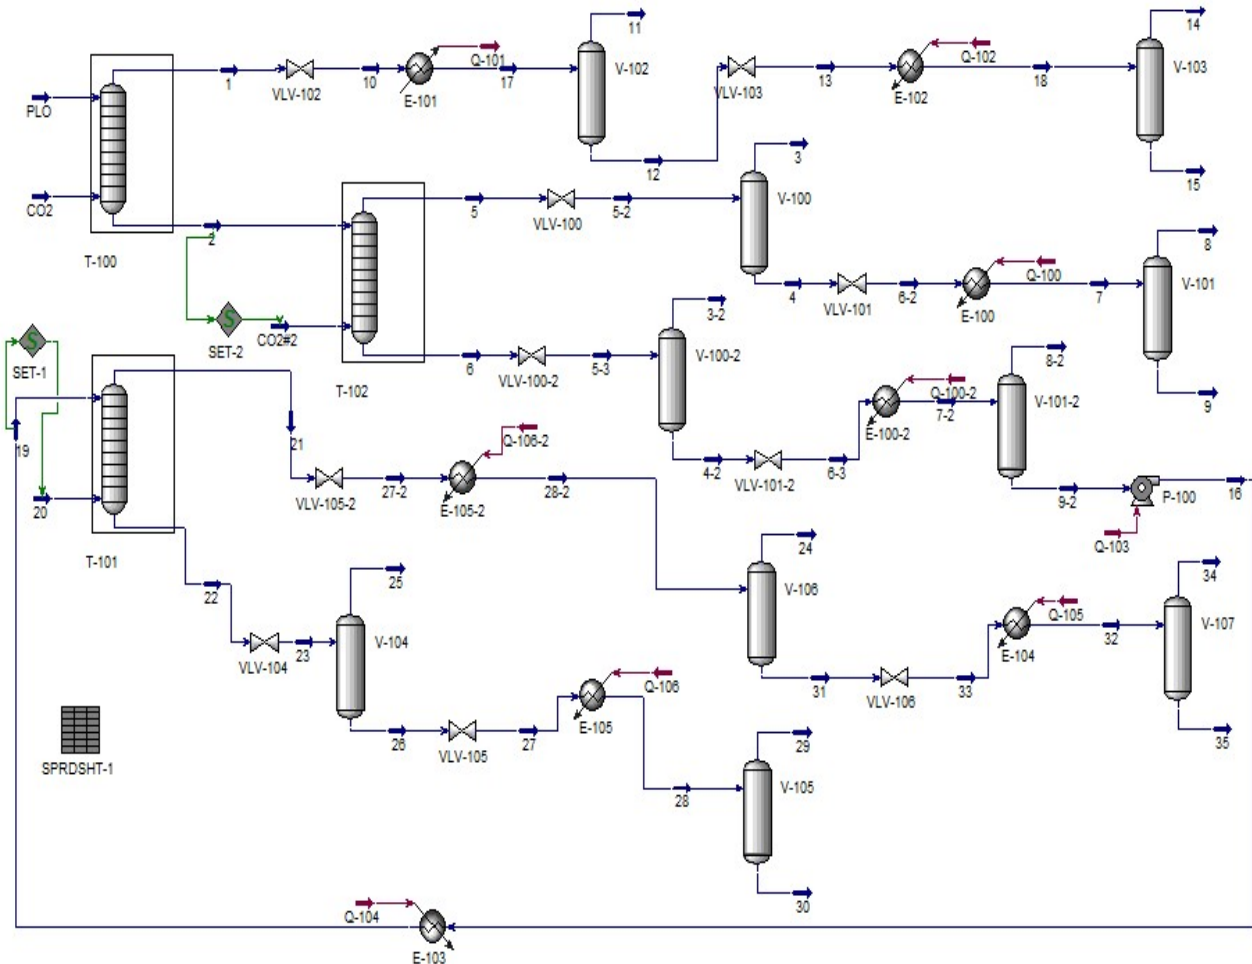 11
14
1
VLV-102
10
Q-101
17
E-101
V-102
VLV-103
13
Q-102
E-102
18
V-103
PLO
CO2
12
15
T-100
2
5
VLV-100
5-2
3
V-100
4
VLV-101
6-2
Q-100
E-100
7
8
V-101
9
S
SET-2
CO2#2
T-102
6
VLV-100-2
5-3
3-2
V-100-2
4-2
VLV-101-2
6-3
Q-100-2
E-100-2
7-2
8-2
V-101-2
9-2
P-100
16
Q-103
S
SET-1
19
20
T-101
21
VLV-105-2
27-2
Q-106-2
E-105-2
28-2
22
VLV-104
23
25
V-104
24
V-106
26
VLV-105
27
Q-106
E-105
28
31
VLV-106
33
Q-105
E-104
32
34
V-107
35
29
V-105
30
SPRDSHT-1
Q-104
E-103